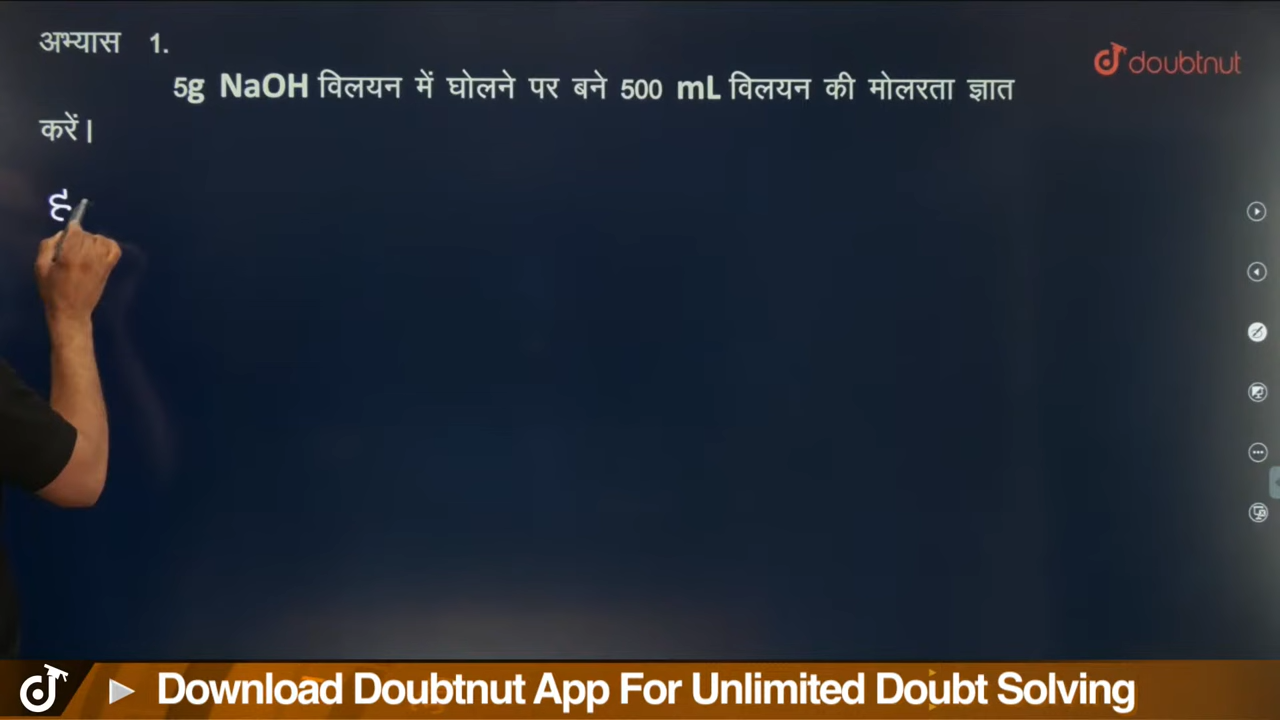 अभ्यास 1.
doubtnut
5g NaOH विलयन में घोलने पर बने 500 mL विलयन की मोलरता ज्ञात
करें।
ह
Download Doubtnut App For Unlimited Doubt Solving